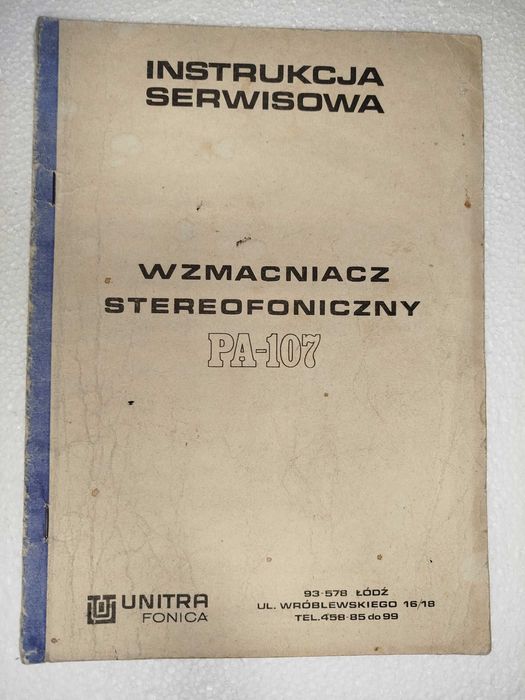 INSTRUKCJA
SERWISOWA
WZMACNIACZ
STEREOFONICZNY
PA-107
UNITRA
FONICA
93-578 ŁÓDŹ
UL. WRÓBLEWSKIEGO 16/18
TEL.458-85 do 99